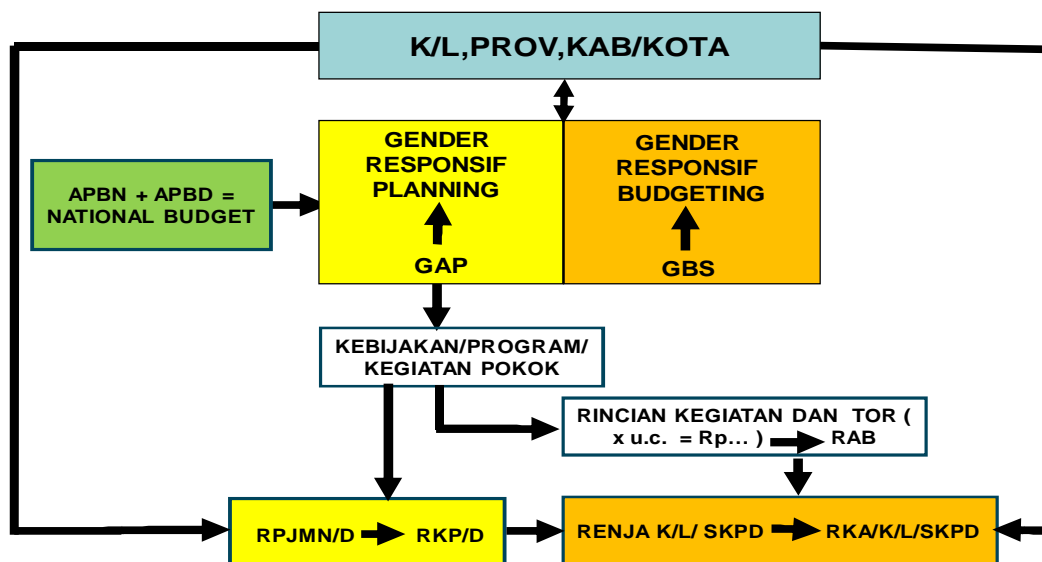 K/L,PROV,KAB/KOTA
GENDER
RESPONSIF
PLANNING
GAP
GENDER
RESPONSIF
BUDGETING
GBS
APBN + APBD =
NATIONAL BUDGET
KEBIJAKAN/PROGRAM/
KEGIATAN POKOK
RINCIAN KEGIATAN DAN TOR (
x u.c. = Rp... ) RAB
RPJMN/D RKP/D
RENJA K/L/ SKPD RKA/K/L/SKPD